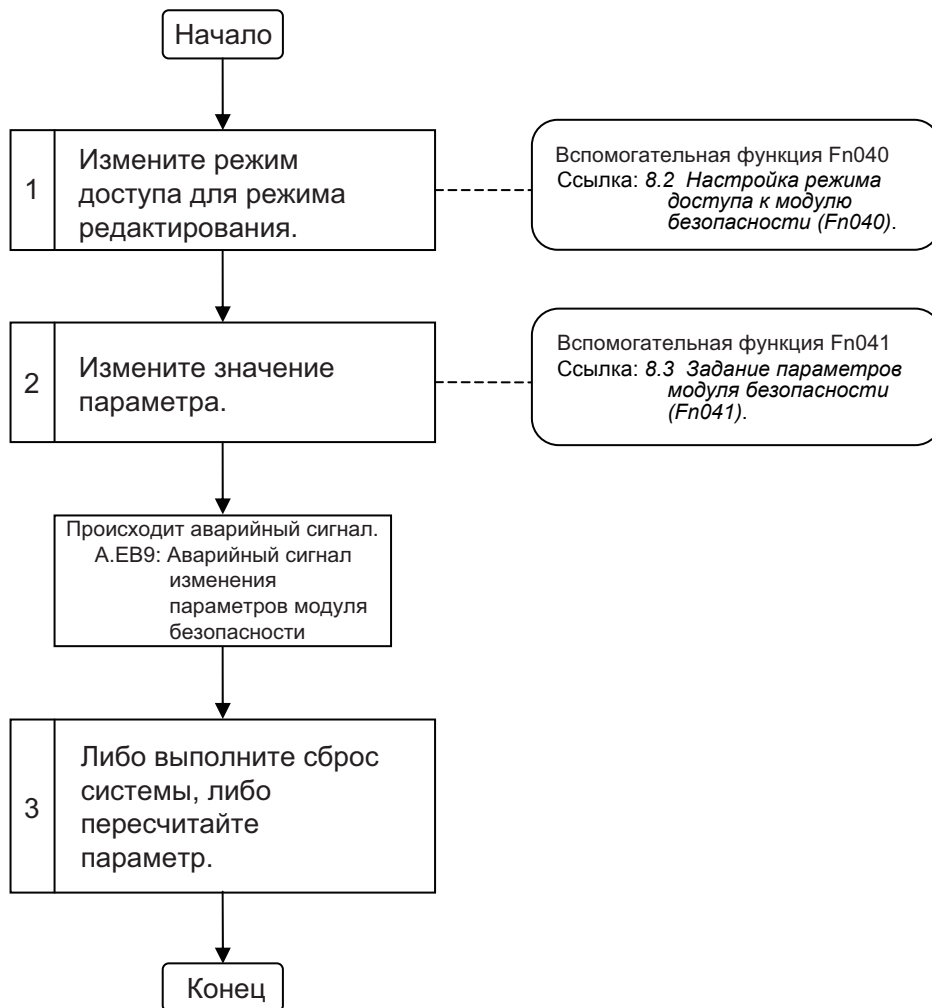 Начало
1
Измените режим
доступа для режима
редактирования.
Вспомогательная функция Fn040
Ссылка: 8.2 Настройка режима
доступа к модулю
безопасности (Fn040).
2
Измените значение
параметра.
Вспомогательная функция Fn041
Ссылка: 8.3 Задание параметров
модуля безопасности
(Fn041).
Происходит аварийный сигнал.
A.EB9: Аварийный сигнал
изменения
параметров модуля
безопасности
3
Либо выполните сброс
системы, либо
пересчитайте
параметр.
Конец